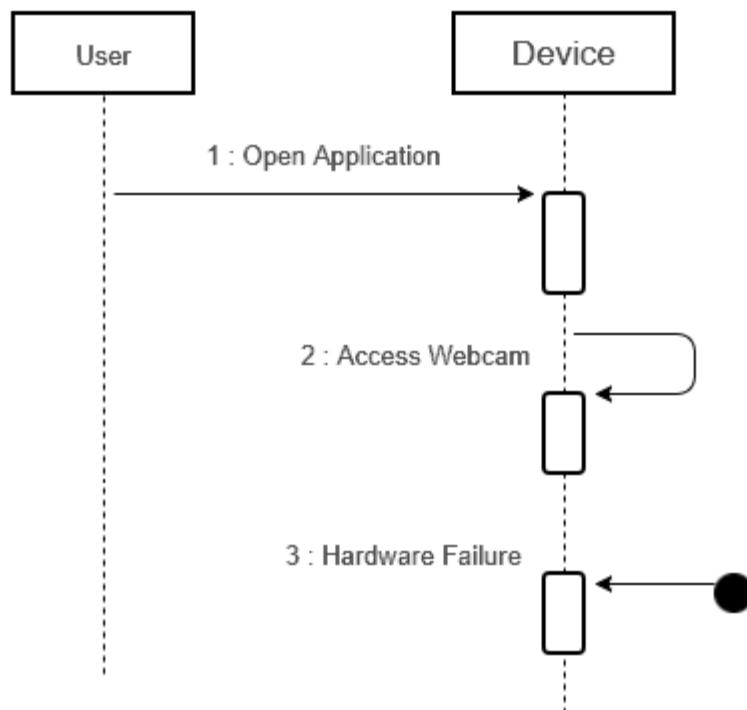 User
Device
1 : Open Application
2 : Access Webcam
3 : Hardware Failure